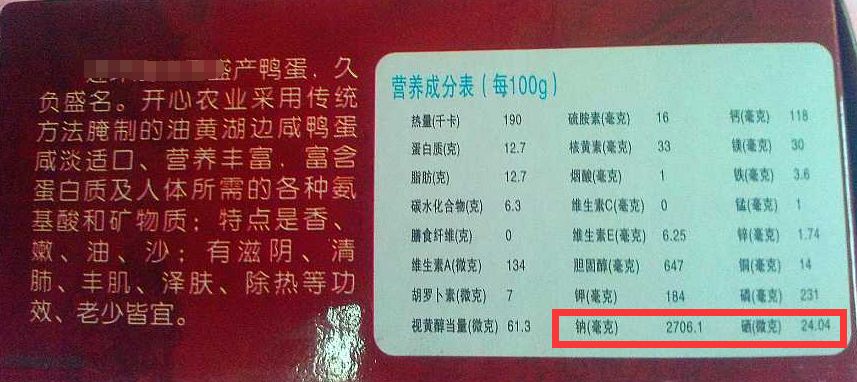 盛产鸭蛋，久
负盛名。开心农业采用传统
方法腌制的油黄湖边咸鸭蛋
咸淡适口、营养丰富，富含
蛋白质及人体所需的各种氨
基酸和矿物质；特点是香、
嫩、油、沙；有滋阴、清
肺、丰肌、泽肤、除热等功
效、老少皆宜。
营养成分表（每100g）
热量(千卡) 190 硫胺素(毫克) 16 钙(毫克) 118
蛋白质(克) 12.7 核黄素(毫克) 33 镁(毫克) 30
脂肪(克) 12.7 烟酸(毫克) 1 铁(毫克) 3.6
碳水化合物(克) 6.3 维生素C(毫克) 0 锰(毫克) 1
膳食纤维(克) 0 维生素E(毫克) 6.25 锌(毫克) 1.74
维生素A(微克) 134 胆固醇(毫克) 647 铜(毫克) 14
胡罗卜素(微克) 7 钾(毫克) 184 磷(毫克) 231
视黄醇当量(微克) 61.3 钠(毫克) 2706.1 硒(微克) 24.04